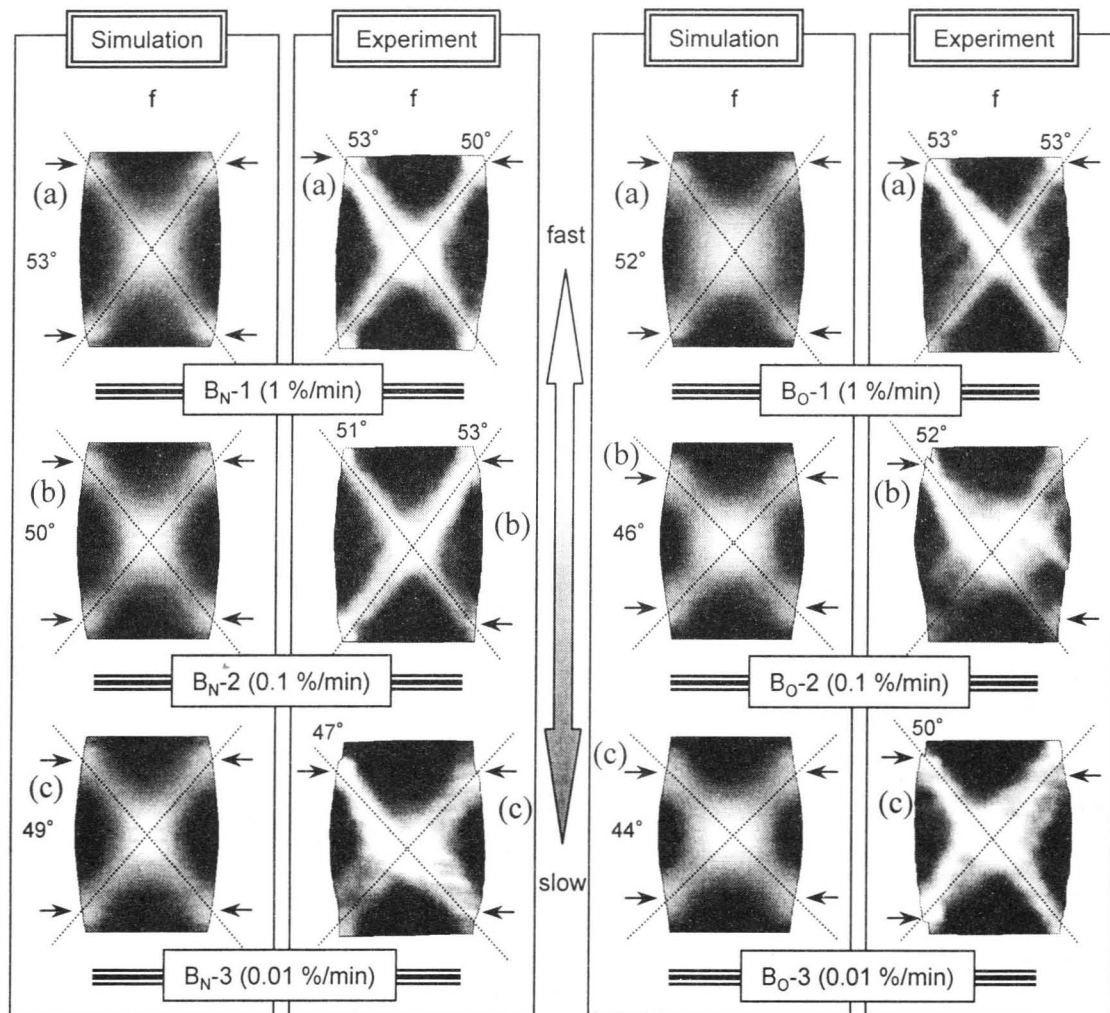 Simulation
Experiment
Simulation
Experiment
f
f
f
f
53°
50°
53°
53°
(a)
(a)
(a)
(a)
53°
fast
52°
B_N-1 (1 %/min)
B_O-1 (1 %/min)
51°
53°
52°
(b)
(b)
(b)
(b)
50°
46°
B_N-2 (0.1 %/min)
B_O-2 (0.1 %/min)
47°
50°
(c)
(c)
(c)
(c)
49°
44°
slow
B_N-3 (0.01 %/min)
B_O-3 (0.01 %/min)